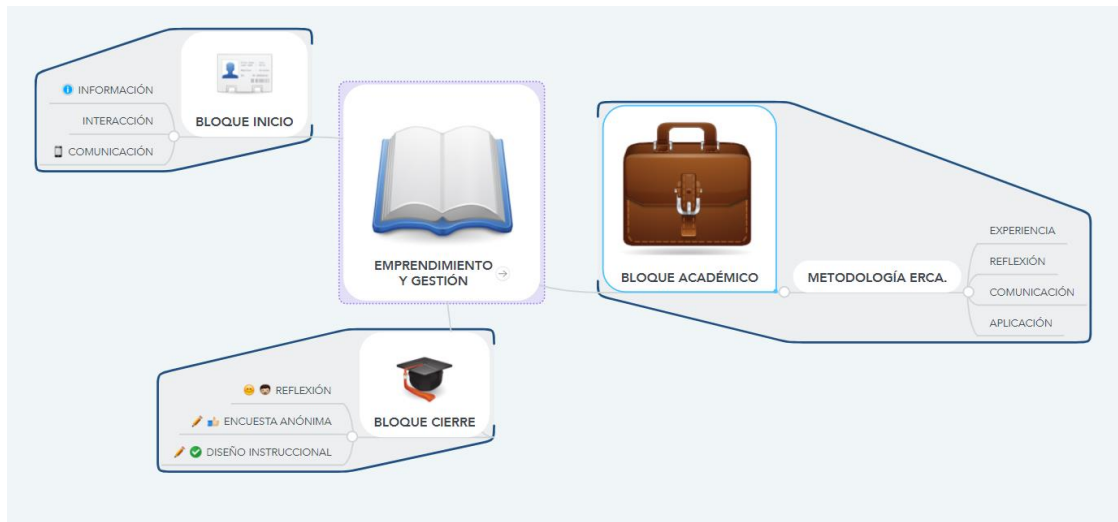 INFORMACIÓN
INTERACCIÓN
COMUNICACIÓN
BLOQUE INICIO
EMPRENDIMIENTO
Y GESTIÓN
BLOQUE ACADÉMICO
METODOLOGÍA ERCA.
EXPERIENCIA
REFLEXIÓN
COMUNICACIÓN
APLICACIÓN
REFLEXIÓN
ENCUESTA ANÓNIMA
DISEÑO INSTRUCCIONAL
BLOQUE CIERRE